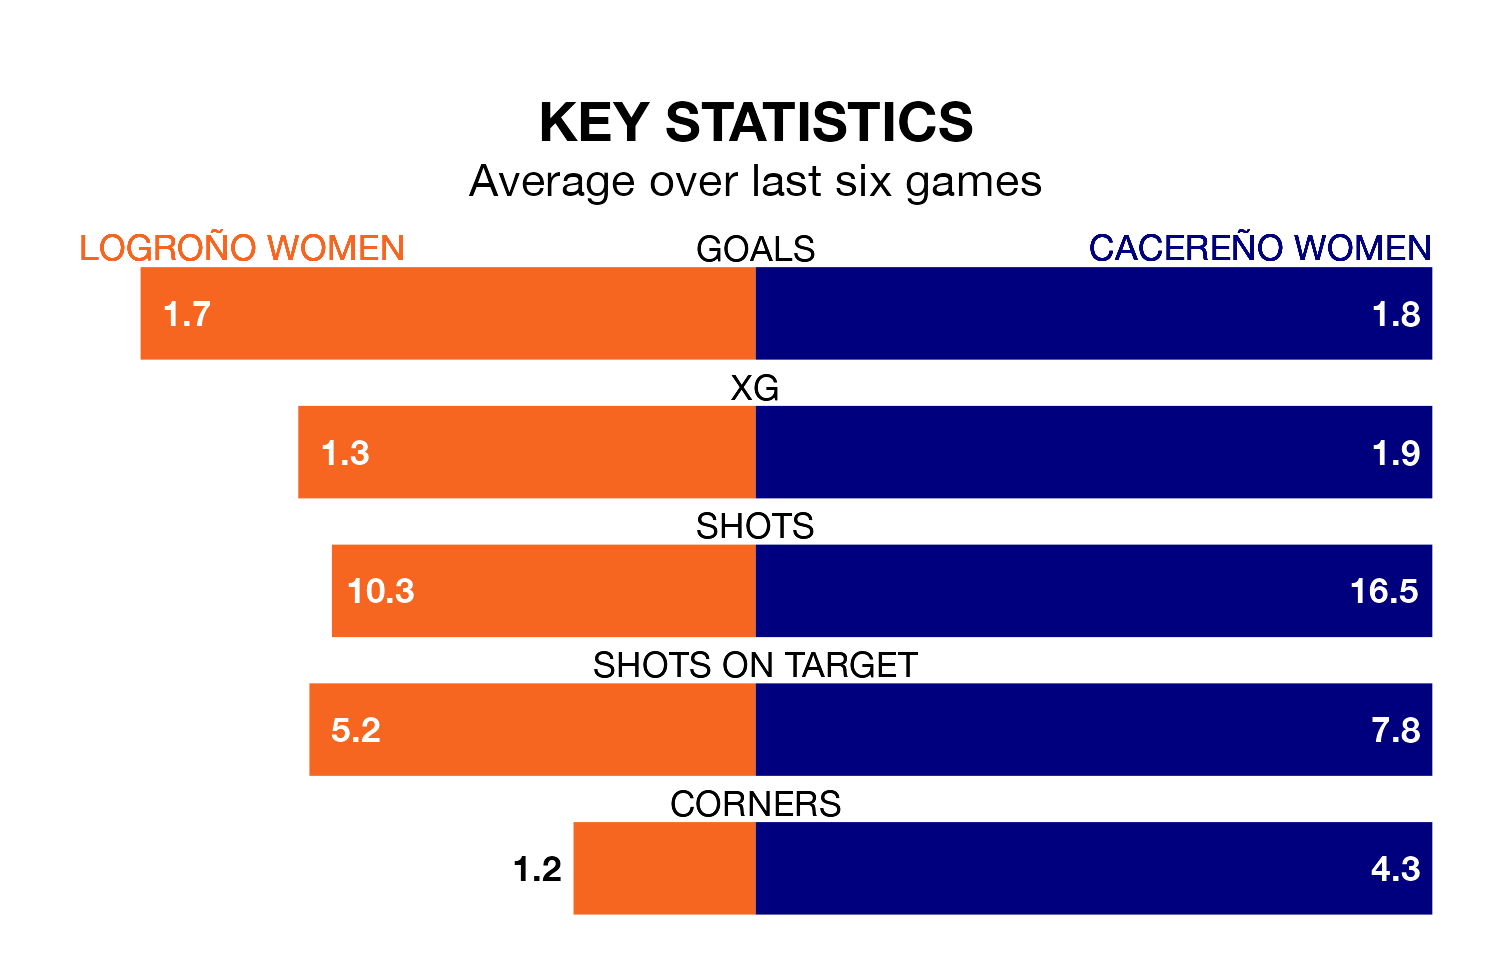 KEY STATISTICS
Average over last six games
LOGROÑO WOMEN GOALS CACEREÑO WOMEN
1.7 1.8
XG
1.3 1.9
SHOTS
10.3 16.5
SHOTS ON TARGET
5.2 7.8
CORNERS
1.2 4.3